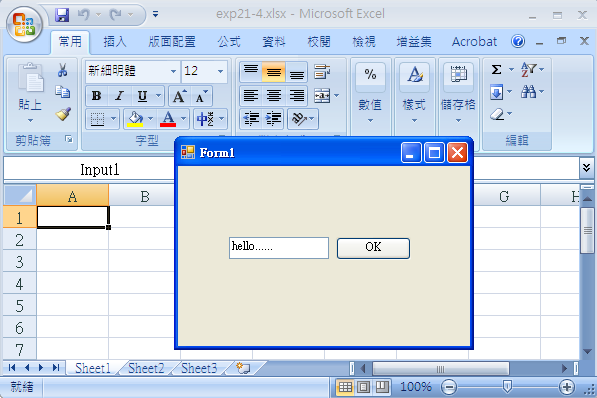 exp21-4.xlsx - Microsoft Excel
常用 插入 版面配置 公式 資料 校閱 檢視 增益集 Acrobat
貼上
新細明體 12
B I U A A
A 中
%
數值
A
樣式
儲存格
Σ A Z
剪貼簿 字型 編輯
Form1
Input1
A B G H
1
2
hello...... OK
3
4
5
6
7
Sheet1 Sheet2 Sheet3
就緒 100%